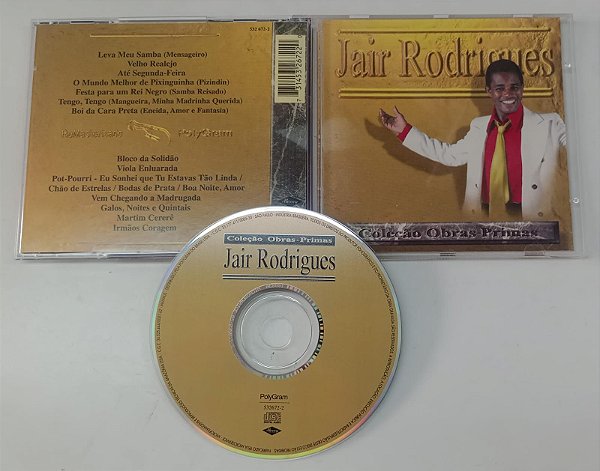 532 672-2
Leva Meu Samba (Mensageiro)
Velho Realejo
Até Segunda-Feira
O Mundo Melhor de Pixinguinha (Pizindin)
Festa para um Rei Negro (Samba Reisado)
Tengo, Tengo (Mangueira, Minha Madrinha Querida)
Boi da Cara Preta (Eneida, Amor e Fantasia)
Remasterizado
PolyGram
Bloco da Solidão
Viola Enluarada
Pot-Pourri - Eu Sonhei que Tu Estavas Tão Linda /
Chão de Estrelas / Bodas de Prata / Boa Noite, Amor
Vem Chegando a Madrugada
Galos, Noites e Quintais
Martim Cererê
Irmãos Coragem
Jair Rodrigues
Coleção Obras Primas
Coleção Obras-Primas
Jair Rodrigues
PolyGram
532672-2